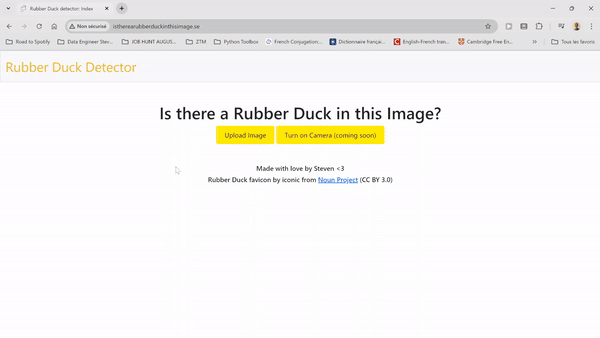 Rubber Duck detector: Index
Non sécurisé
istherearubberduckinthisimage.se
Road to Spotify
Data Engineer Stev...
JOB-HUNT AUGUS...
ZTM
Python Toolbox
French Conjugation:...
Dictionnaire françai...
English-French tran...
Cambridge Free En...
Tous les favoris
Rubber Duck Detector
Is there a Rubber Duck in this Image?
Upload Image
Turn on Camera (coming soon)
Made with love by Steven <3
Rubber Duck favicon by iconic from Noun Project (CC BY 3.0)